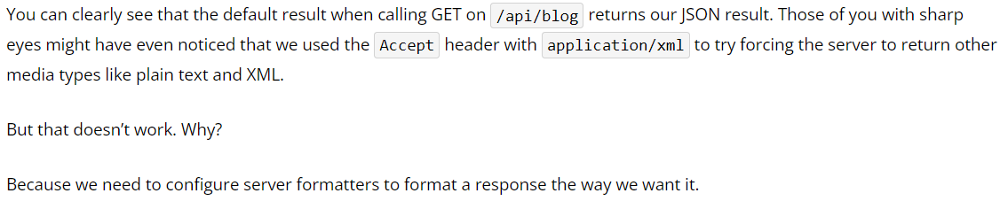 You can clearly see that the default result when calling GET on /api/blog returns our JSON result. Those of you with sharp
eyes might have even noticed that we used the Accept header with application/xml to try forcing the server to return other
media types like plain text and XML.
But that doesn’t work. Why?
Because we need to configure server formatters to format a response the way we want it.